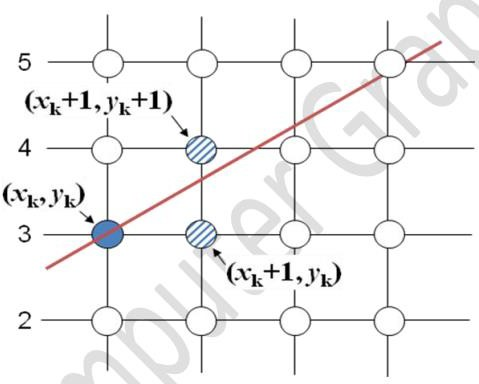 5
(xk+1, yk+1)
4
(xk, yk)
3
(xk+1, yk)
2